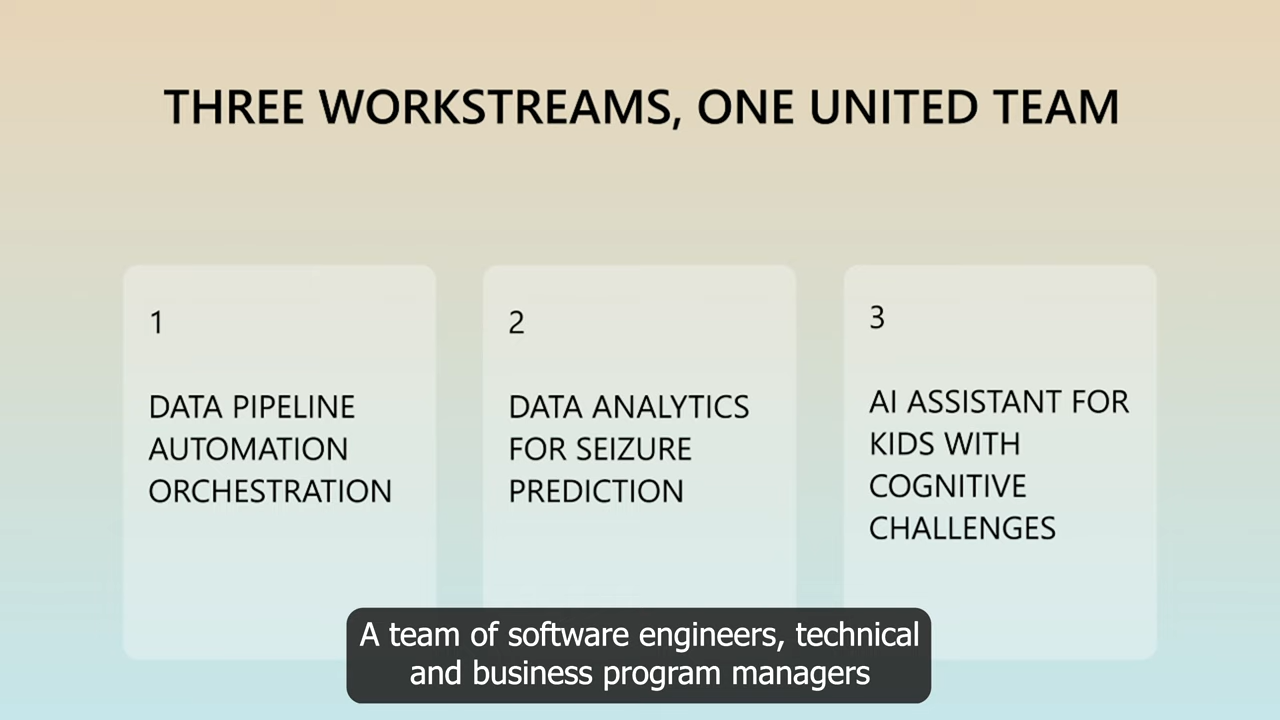 THREE WORKSTREAMS, ONE UNITED TEAM
1
DATA PIPELINE
AUTOMATION
ORCHESTRATION
2
DATA ANALYTICS
FOR SEIZURE
PREDICTION
3
AI ASSISTANT FOR
KIDS WITH
COGNITIVE
CHALLENGES
A team of software engineers, technical
and business program managers